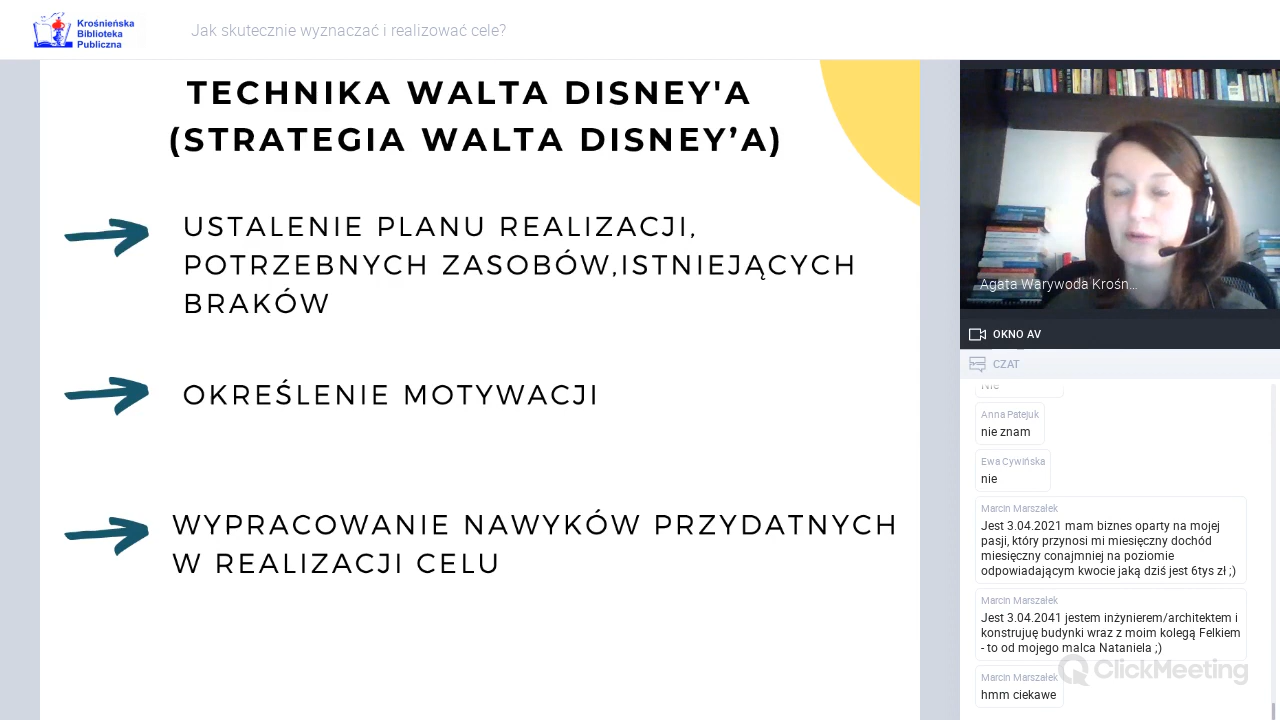 Krośnieńska
Biblioteka
Publiczna
Jak skutecznie wyznaczać i realizować cele?
TECHNIKA WALTA DISNEY'A
(STRATEGIA WALTA DISNEY’A)
USTALENIE PLANU REALIZACJI,
POTRZEBNYCH ZASOBÓW,ISTNIEJĄCYCH
BRAKÓW
OKREŚLENIE MOTYWACJI
WYPRACOWANIE NAWYKÓW PRZYDATNYCH
W REALIZACJI CELU
Agata Warywoda Krośn...
OKNO AV
CZAT
Nie
Anna Patejuk
nie znam
Ewa Cywińska
nie
Marcin Marszałek
Jest 3.04.2021 mam biznes oparty na mojej
pasji, który przynosi mi miesięczny dochód
miesięczny conajmniej na poziomie
odpowiadającym kwocie jaką dziś jest 6tys zł ;)
Marcin Marszałek
Jest 3.04.2041 jestem inżynierem/architektem i
konstruuję budynki wraz z moim kolegą Felkiem
- to od mojego malca Nataniela ;)
Marcin Marszałek
hmm ciekawe
ClickMeeting